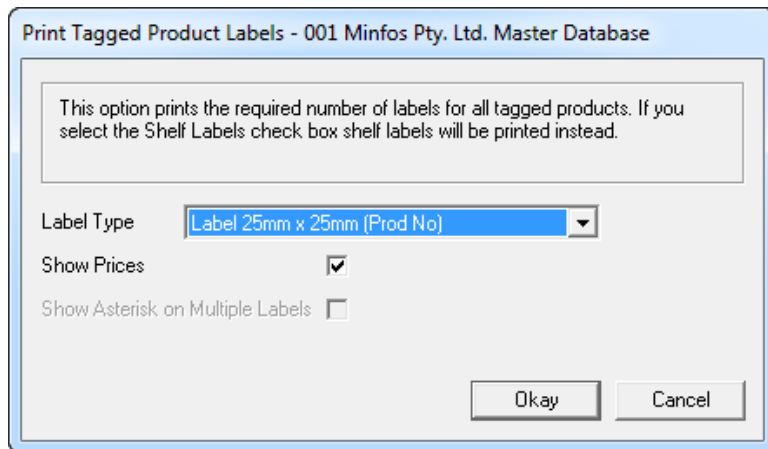 Print Tagged Product Labels - 001 Minfos Pty. Ltd. Master Database
This option prints the required number of labels for all tagged products. If you
select the Shelf Labels check box shelf labels will be printed instead.
Label Type
Label 25mm x 25mm (Prod No)
Show Prices
Show Asterisk on Multiple Labels
Okay
Cancel